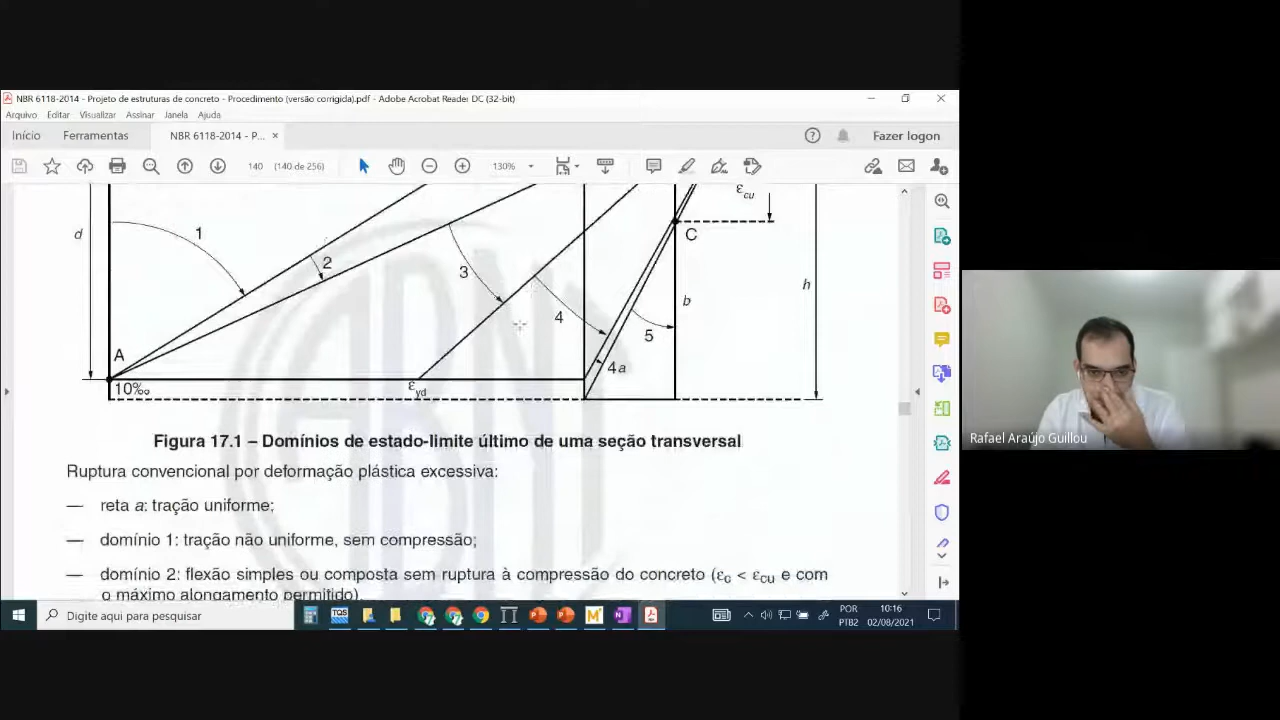 NBR 6118-2014 - Projeto de estruturas de concreto - Procedimento (versão corrigida).pdf - Adobe Acrobat Reader DC (32-bit)
Arquivo Editar Visualizar Assinar Janela Ajuda
Início Ferramentas NBR 6118-2014 - P... × Fazer logon
140 (140 de 256) 130%
εcu
d 1 2 3 4 5 C b h
A 4a
10‰ εyd
Figura 17.1 – Domínios de estado-limite último de uma seção transversal
Ruptura convencional por deformação plástica excessiva:
— reta a: tração uniforme;
— domínio 1: tração não uniforme, sem compressão;
— domínio 2: flexão simples ou composta sem ruptura à compressão do concreto (εc < εcu e com
o máximo alongamento permitido)
Rafael Araújo Guillou
Digite aqui para pesquisar
TQS
POR
PTB2
10:16
02/08/2021